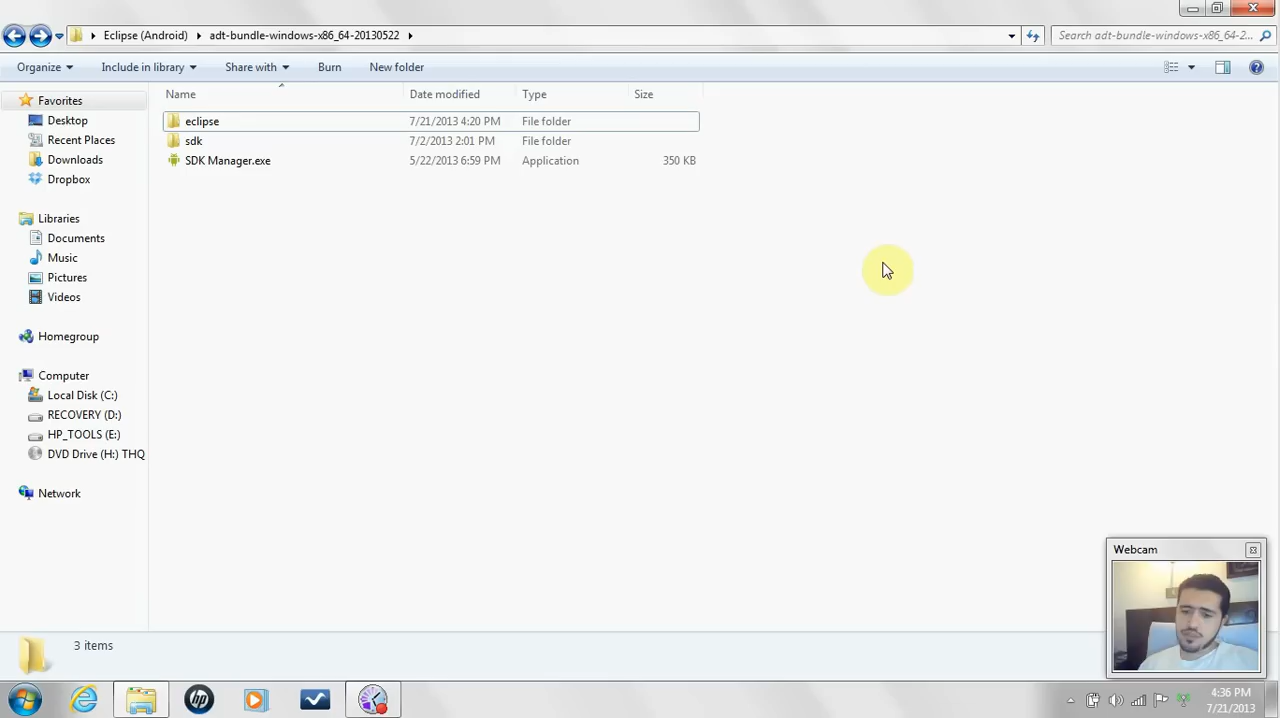 Eclipse (Android) adt-bundle-windows-x86_64-20130522
Search adt-bundle-windows-x86_64-2...
Organize Include in library Share with Burn New folder
Name Date modified Type Size
eclipse 7/21/2013 4:20 PM File folder
sdk 7/2/2013 2:01 PM File folder
SDK Manager.exe 5/22/2013 6:59 PM Application 350 KB
Favorites
Desktop
Recent Places
Downloads
Dropbox
Libraries
Documents
Music
Pictures
Videos
Homegroup
Computer
Local Disk (C:)
RECOVERY (D:)
HP_TOOLS (E:)
DVD Drive (H:) THQ
Network
Webcam
3 items
hp
4:36 PM
7/21/2013